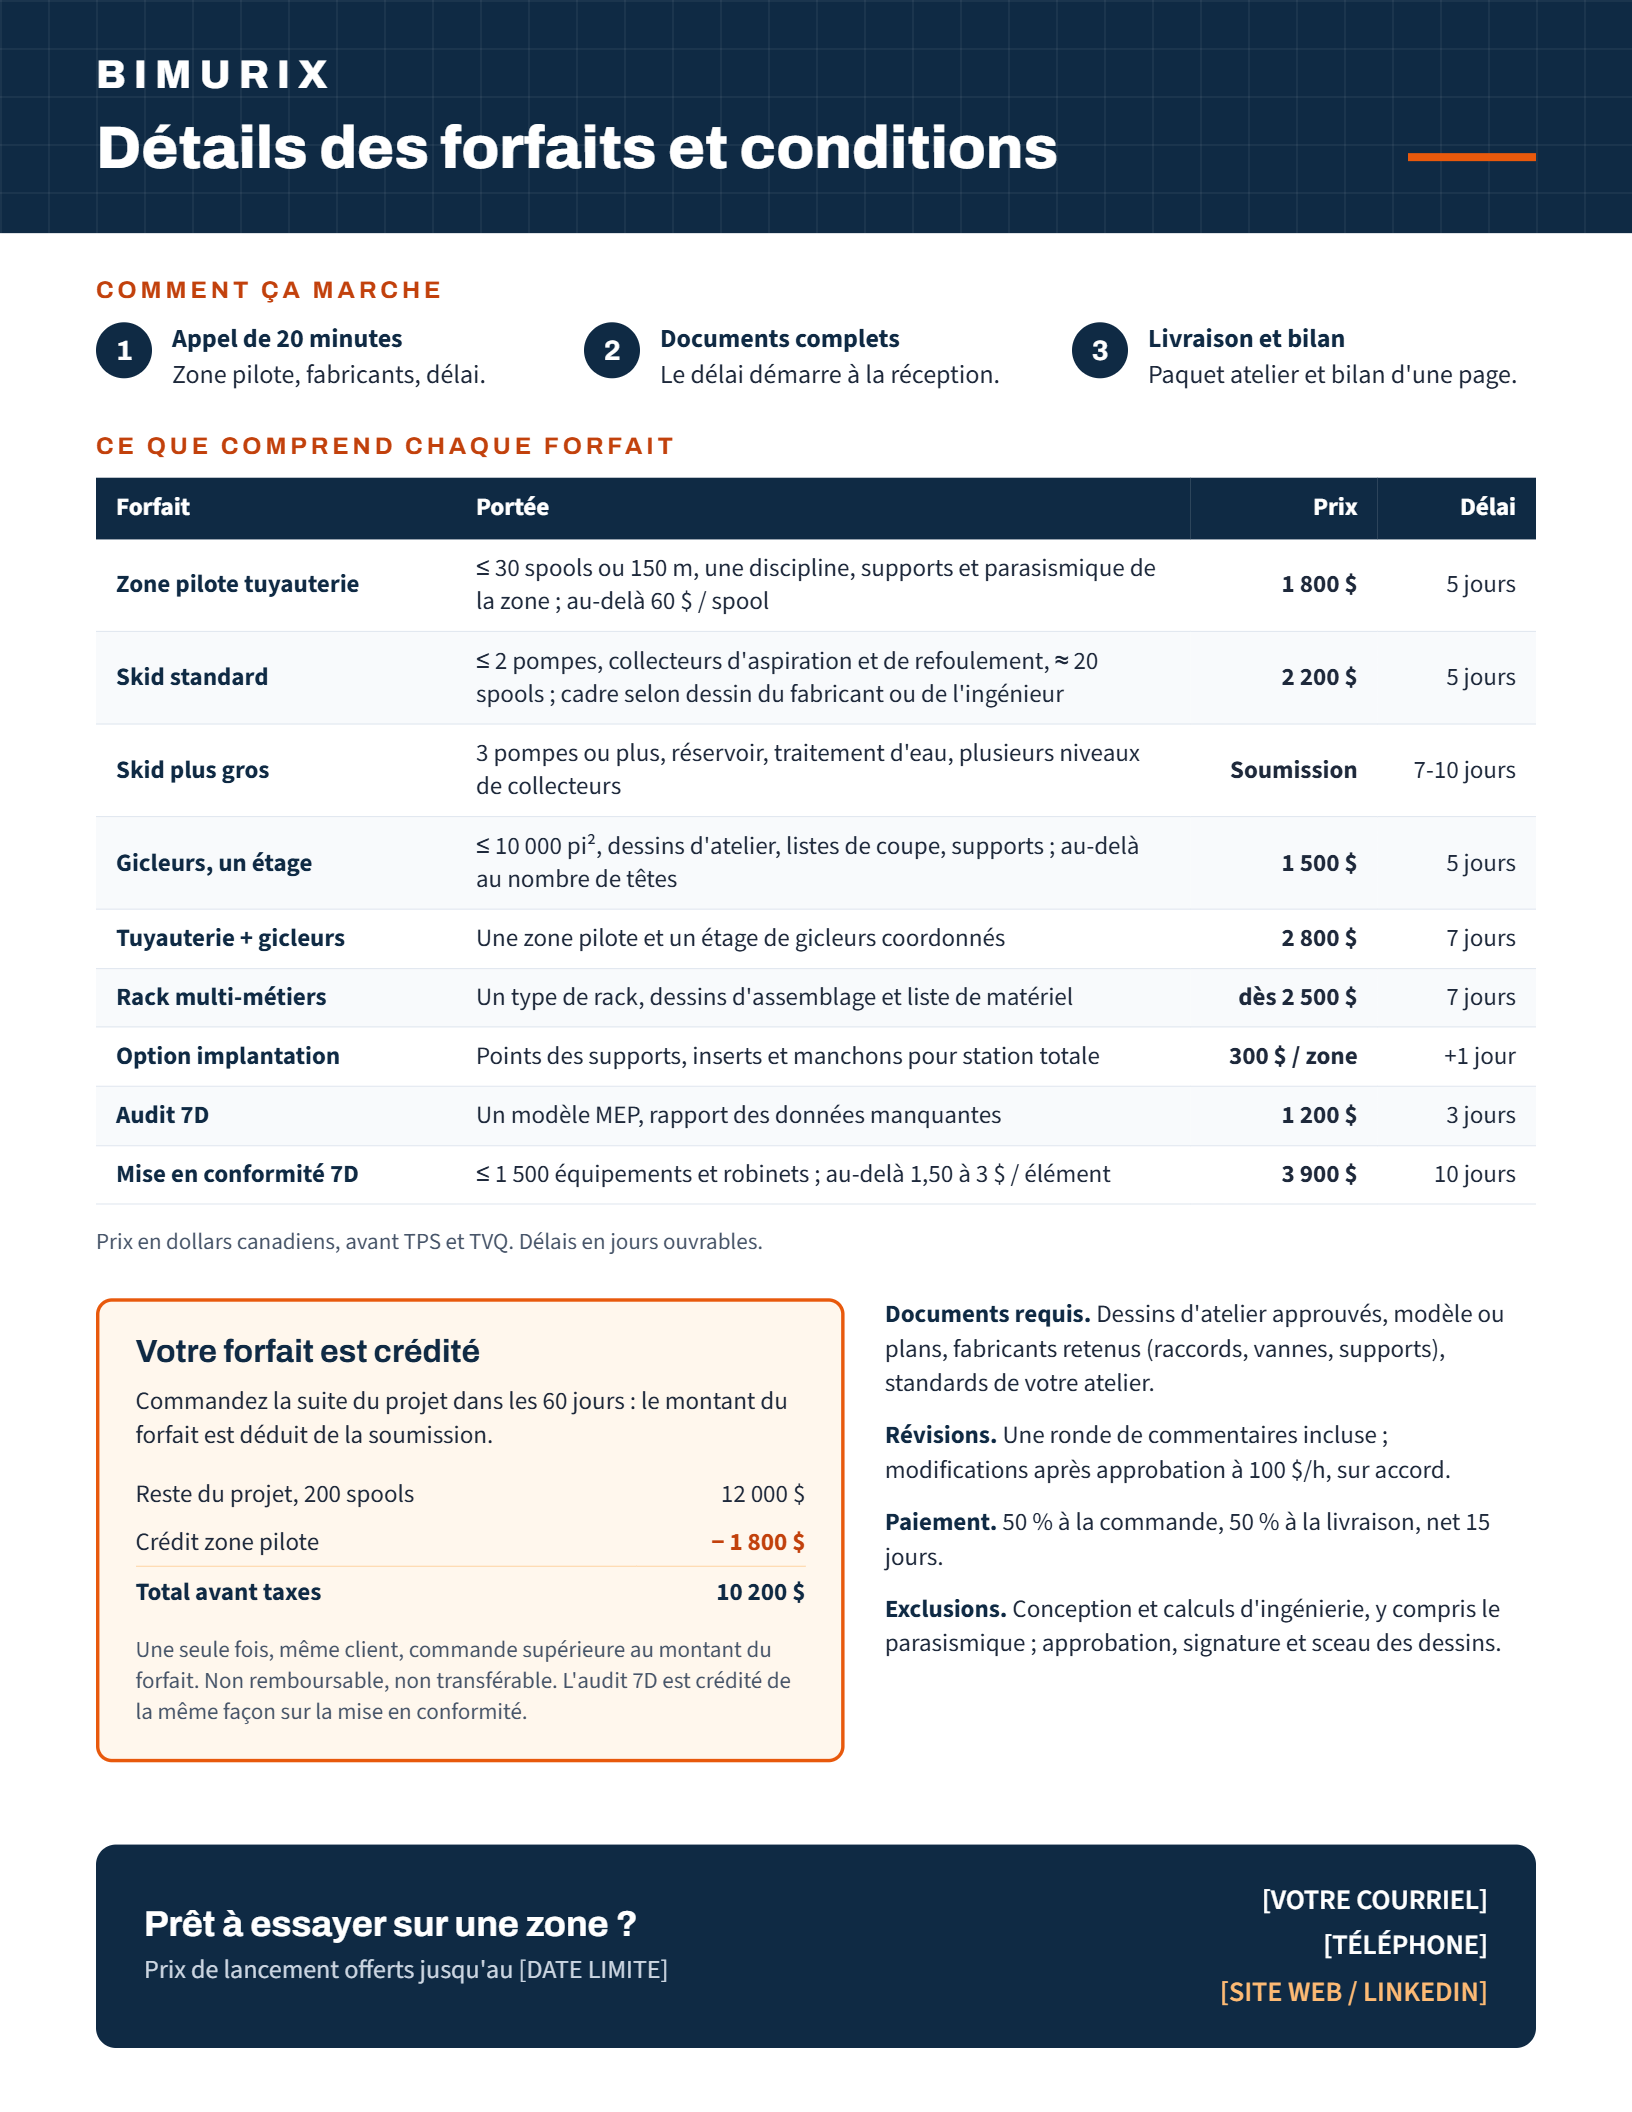 BIMURIX
Détails des forfaits et conditions
COMMENT ÇA MARCHE
1
Appel de 20 minutes
Zone pilote, fabricants, délai.
2
Documents complets
Le délai démarre à la réception.
3
Livraison et bilan
Paquet atelier et bilan d'une page.
CE QUE COMPREND CHAQUE FORFAIT
Forfait Portée Prix Délai
Zone pilote tuyauterie
≤ 30 spools ou 150 m, une discipline, supports et parasismique de
la zone ; au-delà 60 $ / spool
1 800 $ 5 jours
Skid standard
≤ 2 pompes, collecteurs d'aspiration et de refoulement, ≈ 20
spools ; cadre selon dessin du fabricant ou de l'ingénieur
2 200 $ 5 jours
Skid plus gros
3 pompes ou plus, réservoir, traitement d'eau, plusieurs niveaux
de collecteurs
Soumission 7-10 jours
Gicleurs, un étage
≤ 10 000 pi², dessins d'atelier, listes de coupe, supports ; au-delà
au nombre de têtes
1 500 $ 5 jours
Tuyauterie + gicleurs Une zone pilote et un étage de gicleurs coordonnés 2 800 $ 7 jours
Rack multi-métiers Un type de rack, dessins d'assemblage et liste de matériel dès 2 500 $ 7 jours
Option implantation Points des supports, inserts et manchons pour station totale 300 $ / zone +1 jour
Audit 7D Un modèle MEP, rapport des données manquantes 1 200 $ 3 jours
Mise en conformité 7D ≤ 1 500 équipements et robinets ; au-delà 1,50 à 3 $ / élément 3 900 $ 10 jours
Prix en dollars canadiens, avant TPS et TVQ. Délais en jours ouvrables.
Votre forfait est crédité
Commandez la suite du projet dans les 60 jours : le montant du
forfait est déduit de la soumission.
Reste du projet, 200 spools 12 000 $
Crédit zone pilote − 1 800 $
Total avant taxes 10 200 $
Une seule fois, même client, commande supérieure au montant du
forfait. Non remboursable, non transférable. L'audit 7D est crédité de
la même façon sur la mise en conformité.
Documents requis. Dessins d'atelier approuvés, modèle ou
plans, fabricants retenus (raccords, vannes, supports),
standards de votre atelier.
Révisions. Une ronde de commentaires incluse ;
modifications après approbation à 100 $/h, sur accord.
Paiement. 50 % à la commande, 50 % à la livraison, net 15
jours.
Exclusions. Conception et calculs d'ingénierie, y compris le
parasismique ; approbation, signature et sceau des dessins.
Prêt à essayer sur une zone ?
Prix de lancement offerts jusqu'au [DATE LIMITE]
[VOTRE COURRIEL]
[TÉLÉPHONE]
[SITE WEB / LINKEDIN]